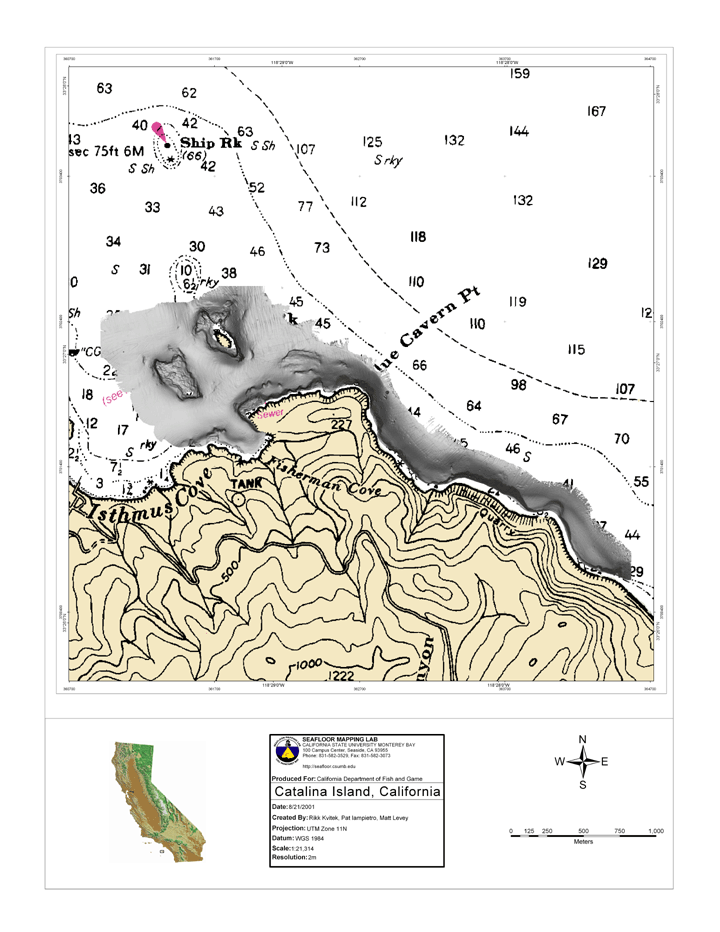 118°29'0"W
159
63
62
167
40
42
63
S Sh
107
125
132
144
13
sec 75ft 6M
Ship Rk
(66)
S rky
S Sh
42
36
52
33
43
77
112
132
34
30
46
73
118
S
31
10
6½
rky
38
129
0
110
45
119
Sh
k
45
110
12
"CG
115
ue Cavern Pt
66
98
107
18
(see
Sewer
227
64
67
12
17
70
S
rky
46
S
7₂
3
Isthmus Cove
TANK
Fisherman Cove
41
55
Quarry
44
29
500
1000
1222
nyon
118°29'0"W
118°28'0"W
SEAFLOOR MAPPING LAB
CALIFORNIA STATE UNIVERSITY MONTEREY BAY
100 Campus Center, Seaside, CA 93955
Phone: 831-582-3529, Fax: 831-582-3073
http://seafloor.csumb.edu
Produced For: California Department of Fish and Game
Catalina Island, California
Date: 8/21/2001
Created By: Rikk Kvitek, Pat Iampietro, Matt Levey
Projection: UTM Zone 11N
Datum: WGS 1984
Scale:1:21,314
Resolution: 2m
N
W E
S
0 125 250 500 750 1,000
Meters